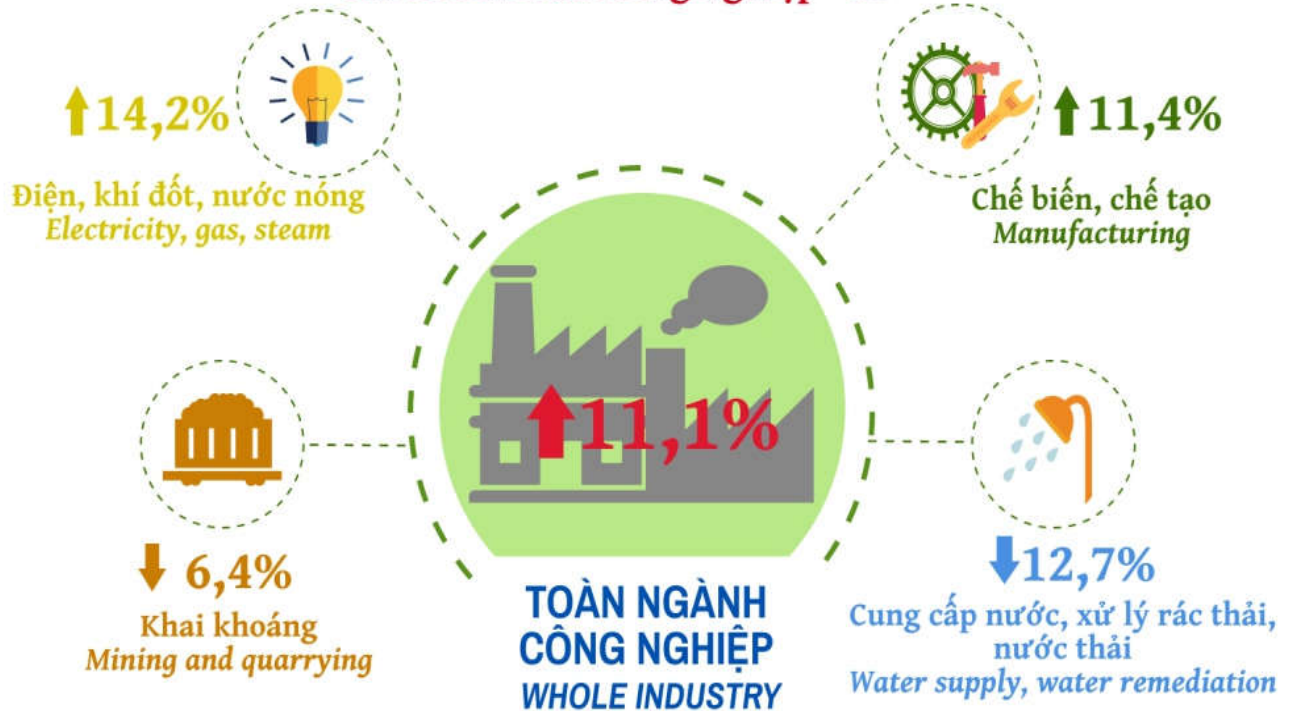 14,2%
Điện, khí đốt, nước nóng
Electricity, gas, steam
11,4%
Chế biến, chế tạo
Manufacturing
11,1%
6,4%
Khai khoáng
Mining and quarrying
TOÀN NGÀNH
CÔNG NGHIỆP
WHOLE INDUSTRY
12,7%
Cung cấp nước, xử lý rác thải,
nước thải
Water supply, water remediation